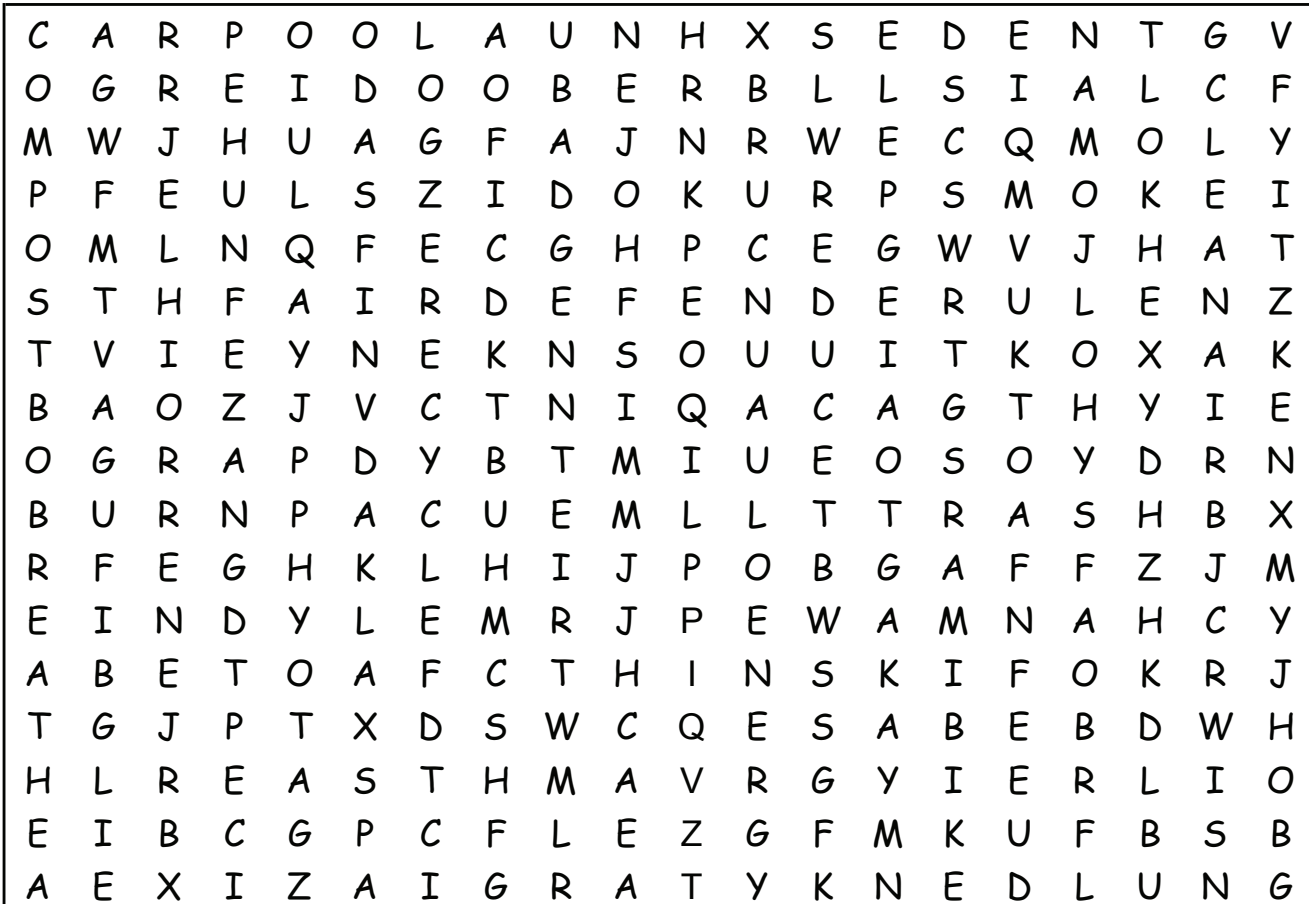 C A R P O O L A U N H X S E D E N T G V
O G R E I D O O B E R B L L S I A L C F
M W J H U A G F A J N R W E C Q M O L Y
P F E U L S Z I D O K U R P S M O K E I
O M L N Q F E C G H P C E G W V J H A T
S T H F A I R D E F E N D E R U L E N Z
T V I E Y N E K N S O U U I T K O X A K
B A O Z J V C T N I Q A C A G T H Y I E
O G R A P D Y B T M I U E O S O Y D R N
B U R N P A C U E M L L T T R A S H B X
R F E G H K L H I J P O B G A F F Z J M
E I N D Y L E M R J P E W A M N A H C Y
A B E T O A F C T H I N S K I F O K R J
T G J P T X D S W C Q E S A B E B D W H
H L R E A S T H M A V R G Y I E R L I O
E I B C G P C F L E Z G F M K U F B S B
A E X I Z A I G R A T Y K N E D L U N G